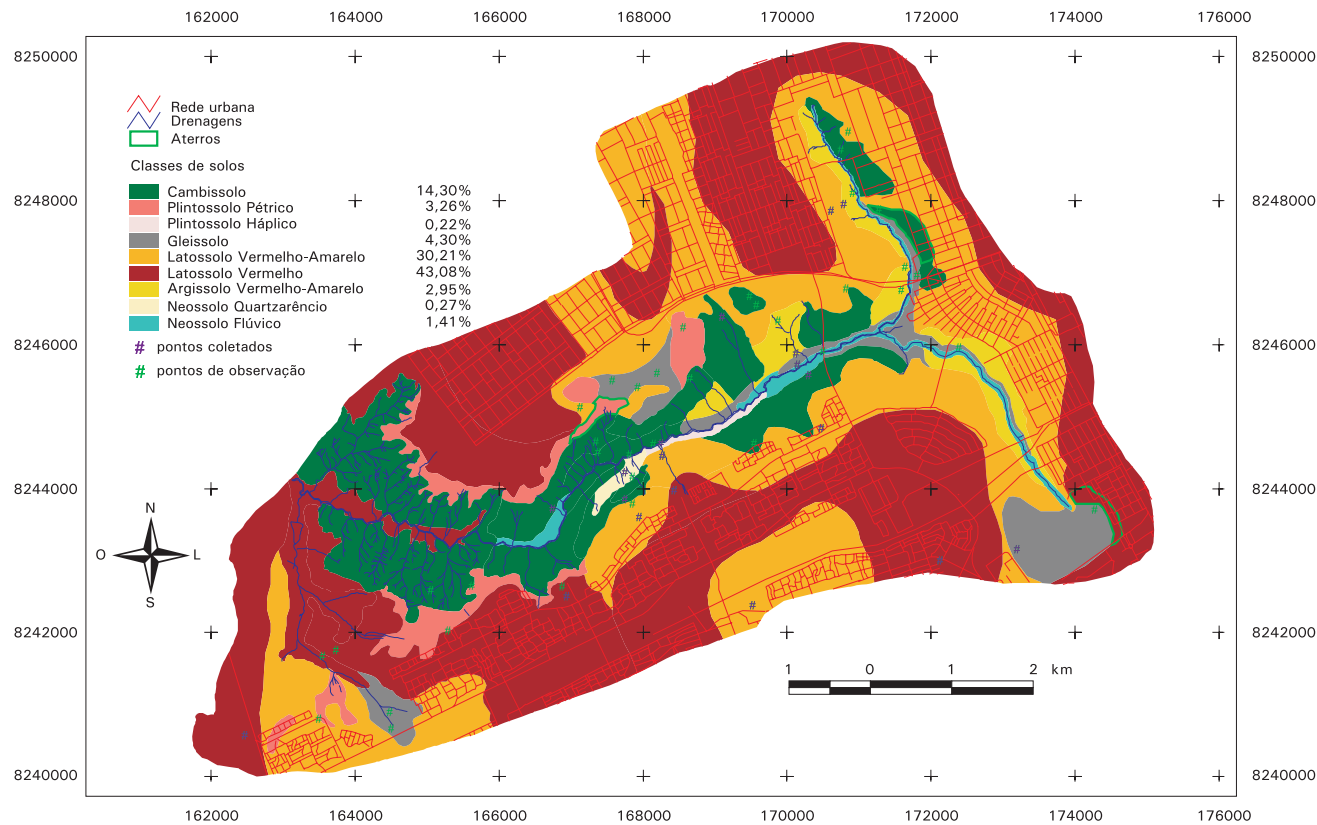 162000 164000 166000 168000 170000 172000 174000 176000
8250000 8250000
Rede urbana
Drenagens
Aterros
Classes de solos
Cambissolo 14,30%
Plintossolo Pétrico 3,26%
Plintossolo Háplico 0,22%
Gleissolo 4,30%
Latossolo Vermelho-Amarelo 30,21%
Latossolo Vermelho 43,08%
Argissolo Vermelho-Amarelo 2,95%
Neossolo Quartzarêncio 0,27%
Neossolo Flúvico 1,41%
# pontos coletados
# pontos de observação
8248000 8248000
8246000 8246000
8244000 8244000
N
O L
S
8242000 8242000
1 0 1 2 km
8240000 8240000
162000 164000 166000 168000 170000 172000 174000 176000